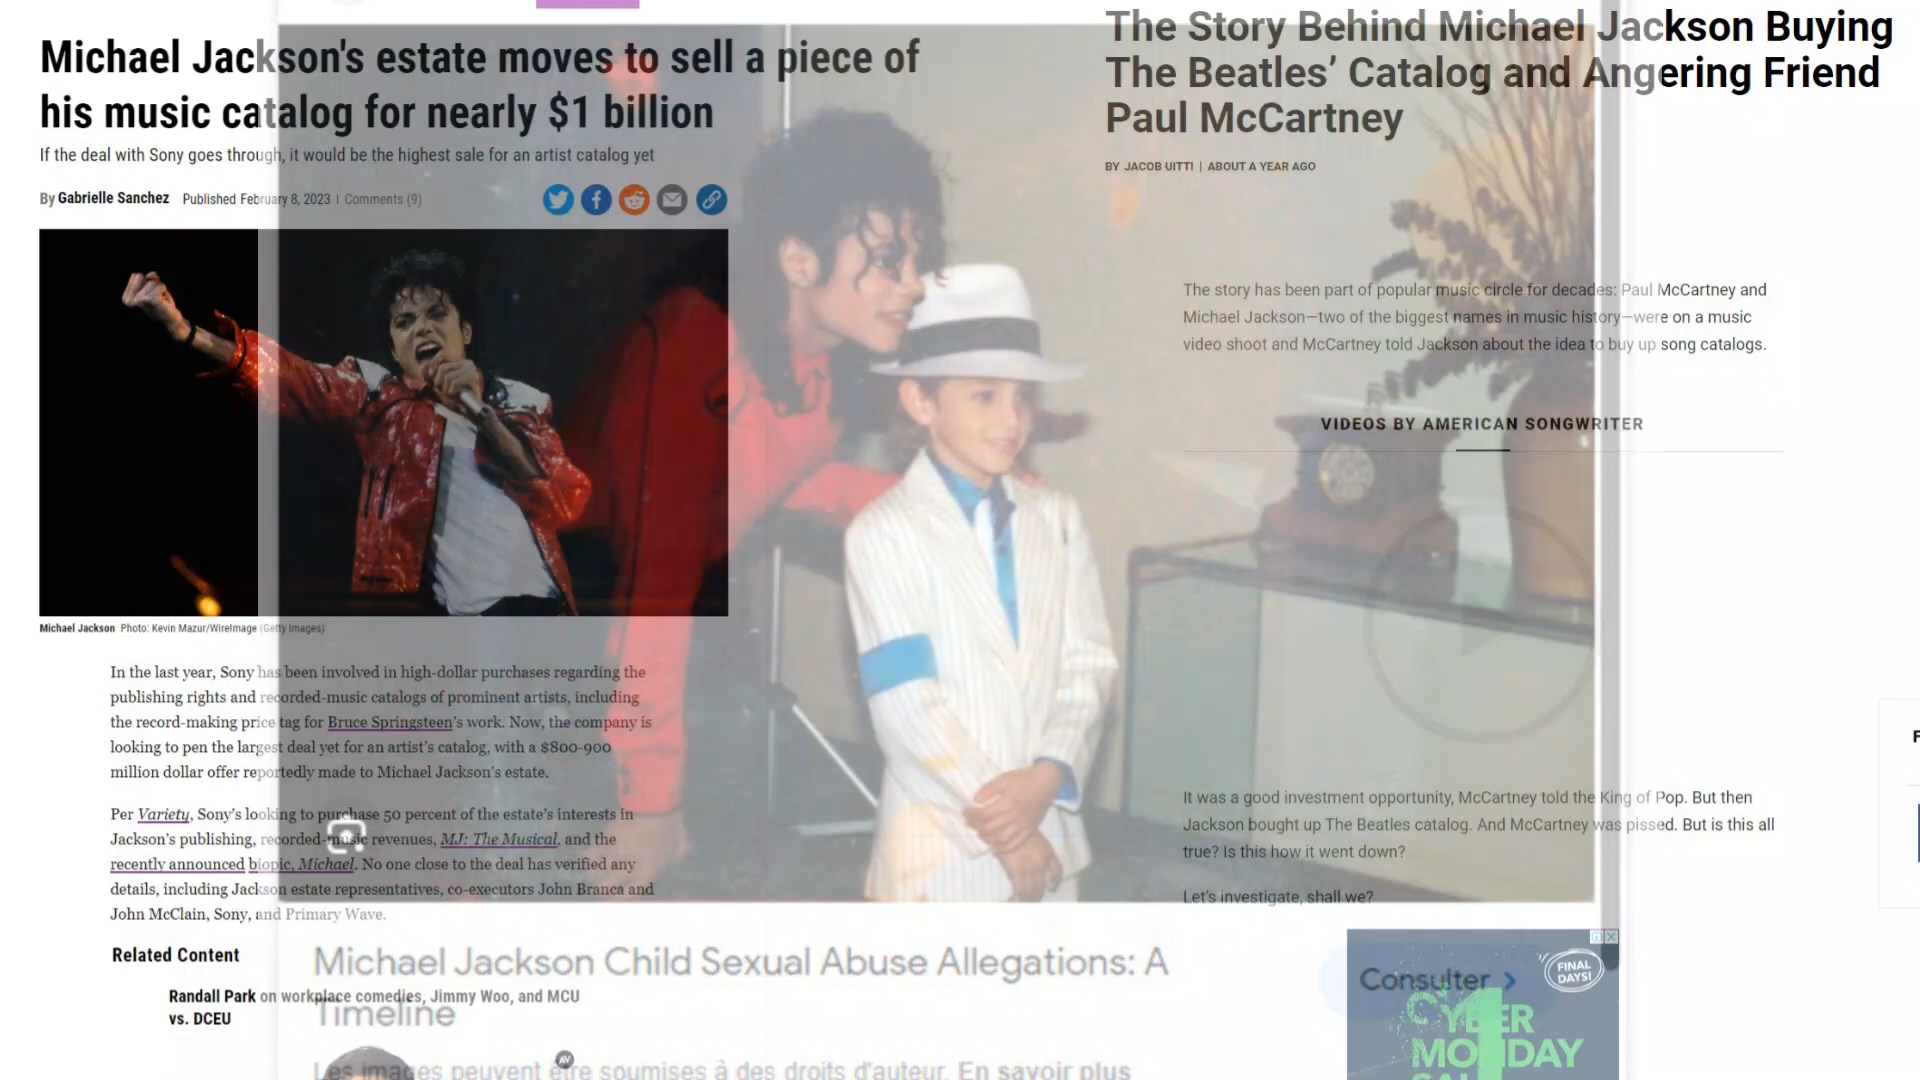 Michael Jackson's estate moves to sell a piece of
his music catalog for nearly $1 billion
If the deal with Sony goes through, it would be the highest sale for an artist catalog yet
By Gabrielle Sanchez Published February 8, 2023 | Comments (9)
Michael Jackson Photo: Kevin Mazur/WireImage (Getty Images)
In the last year, Sony has been involved in high-dollar purchases regarding the
publishing rights and recorded-music catalogs of prominent artists, including
the record-making price tag for Bruce Springsteen's work. Now, the company is
looking to pen the largest deal yet for an artist's catalog, with a $800-900
million dollar offer reportedly made to Michael Jackson's estate.
Per Variety, Sony's looking to purchase 50 percent of the estate's interests in
Jackson's publishing, recorded-music revenues, MJ: The Musical, and the
recently announced biopic, Michael. No one close to the deal has verified any
details, including Jackson estate representatives, co-executors John Branca and
John McClain, Sony, and Primary Wave.
Related Content
Randall Park on workplace comedies, Jimmy Woo, and MCU
vs. DCEU
AV
The Story Behind Michael Jackson Buying
The Beatles' Catalog and Angering Friend
Paul McCartney
BY JACOB UITTI | ABOUT A YEAR AGO
The story has been part of popular music circle for decades: Paul McCartney and
Michael Jackson—two of the biggest names in music history—were on a music
video shoot and McCartney told Jackson about the idea to buy up song catalogs.
VIDEOS BY AMERICAN SONGWRITER
It was a good investment opportunity, McCartney told the King of Pop. But then
Jackson bought up The Beatles catalog. And McCartney was pissed. But is this all
true? Is this how it went down?
Let's investigate, shall we?
F
Michael Jackson Child Sexual Abuse Allegations: A
Timeline
Les images peuvent être soumises à des droits d'auteur. En savoir plus
Consulter
FINAL
DAYS!
CYBER
MONDAY